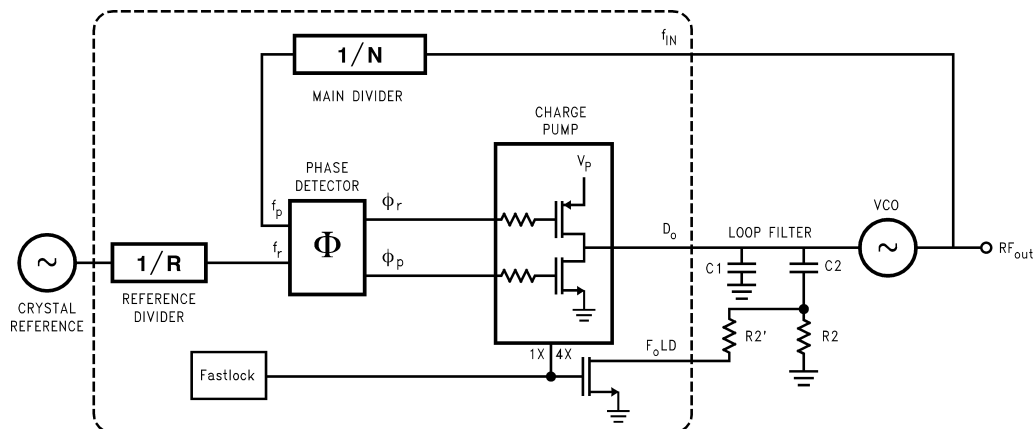 f_IN
1/N
MAIN DIVIDER
CHARGE
PUMP
V_P
PHASE
DETECTOR
f_p
ϕ_r
D_o
LOOP FILTER
VCO
Φ
~
~
RF_out
f_r
ϕ_p
1/R
C1
C2
CRYSTAL
REFERENCE
REFERENCE
DIVIDER
1X
4X
F_oLD
R2'
R2
Fastlock